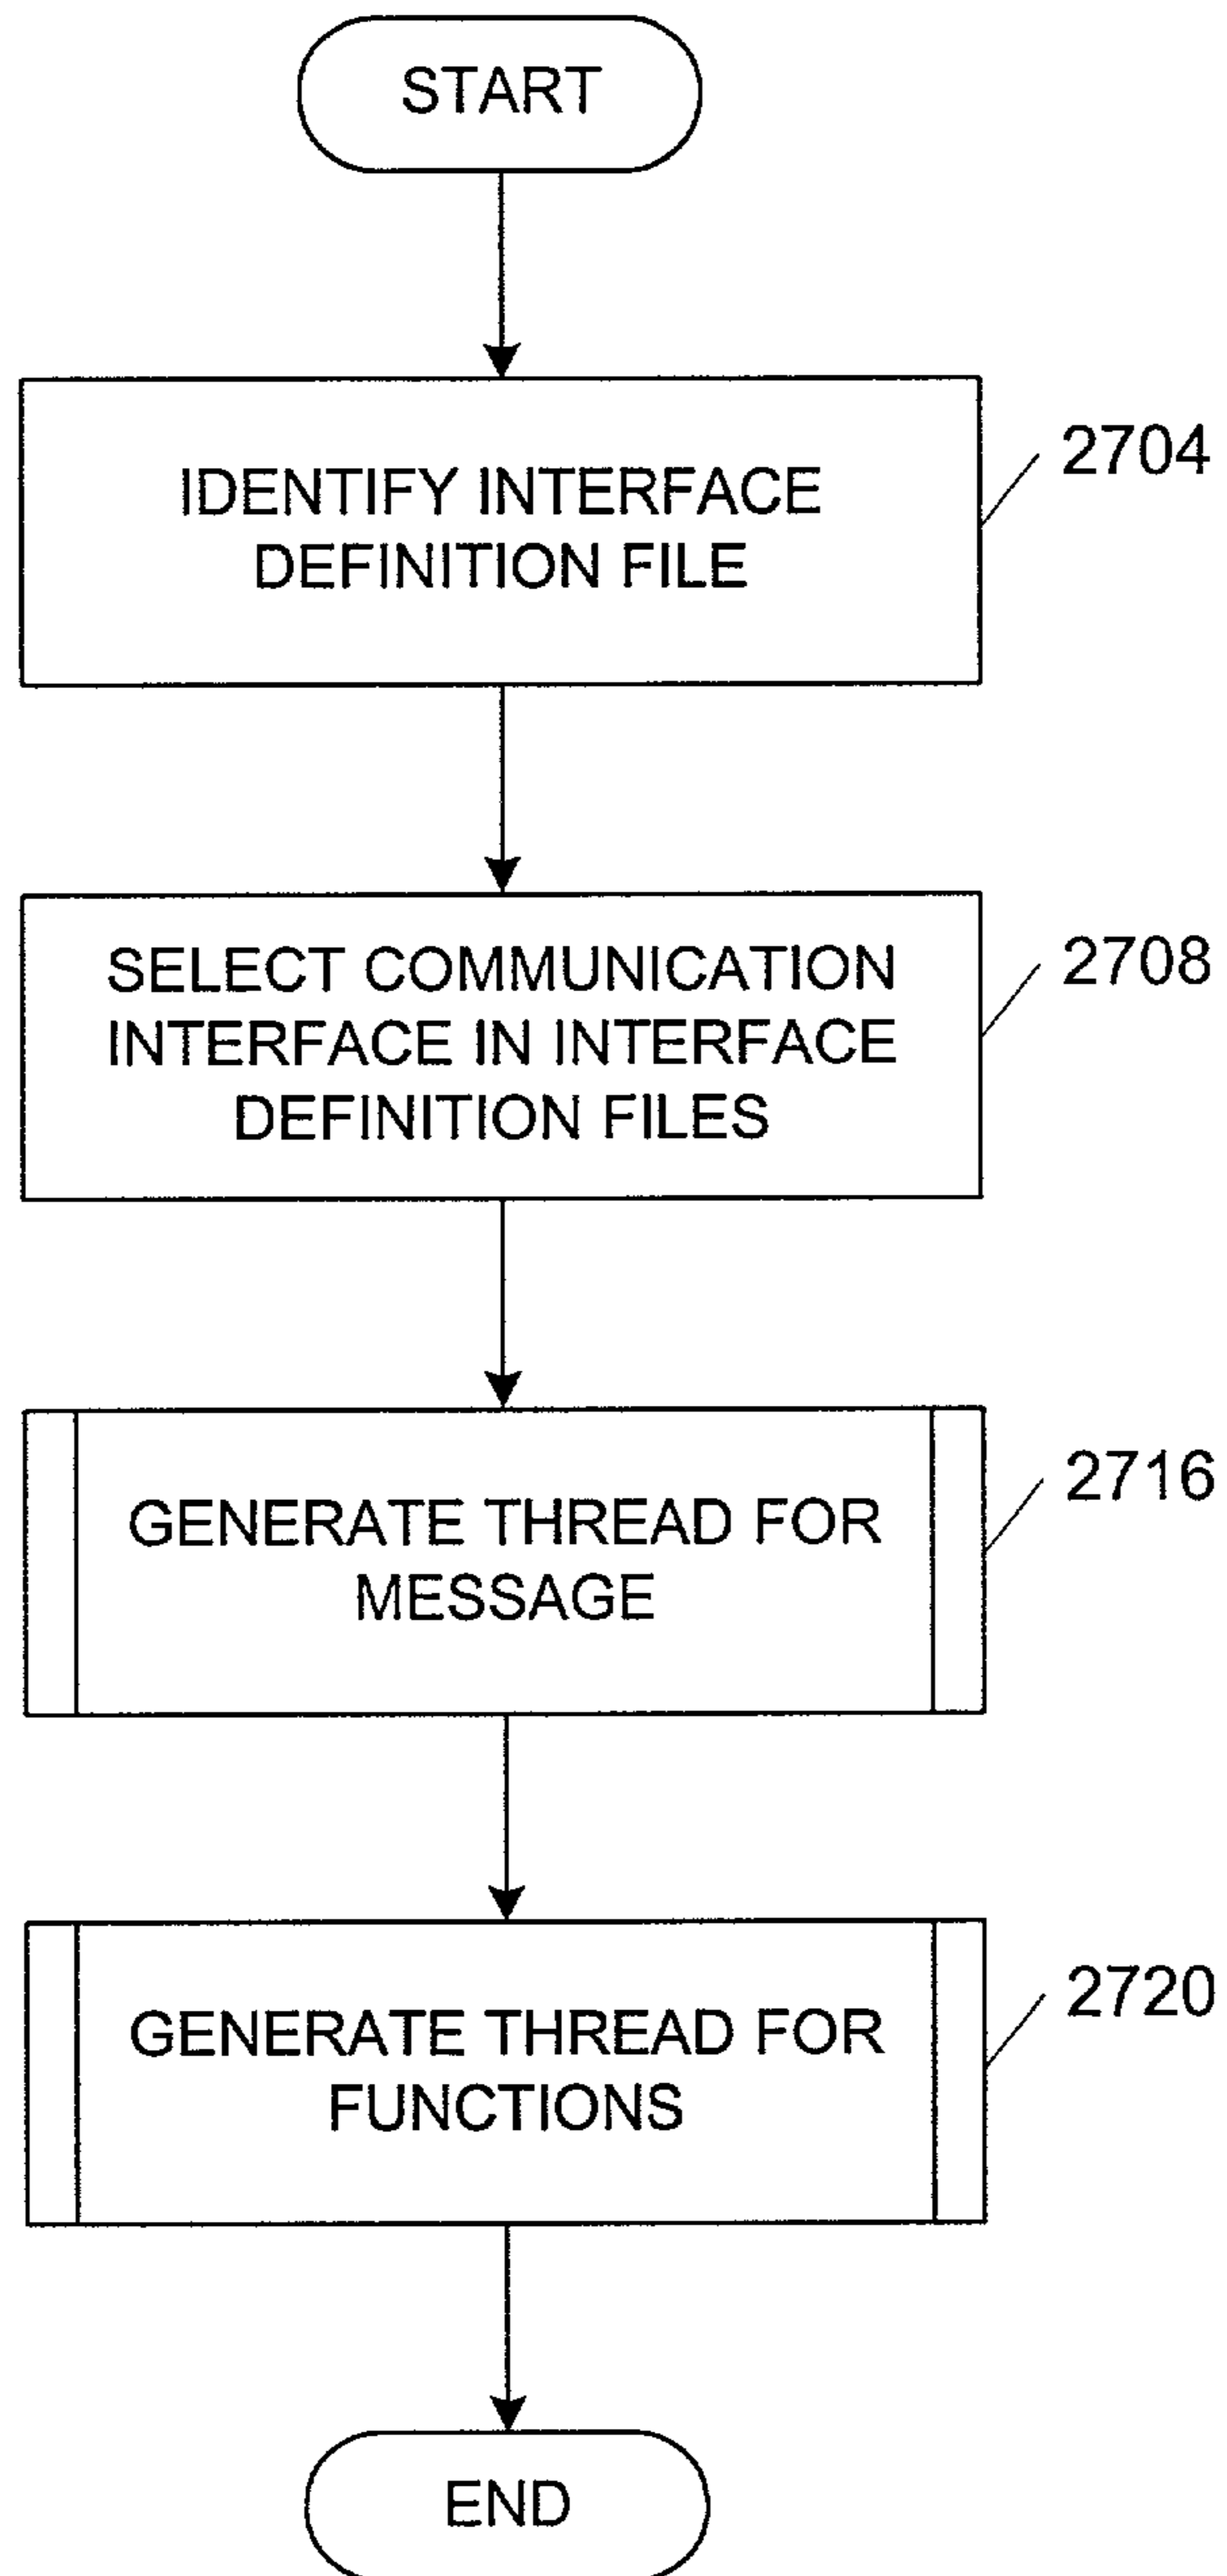 START
IDENTIFY INTERFACE
DEFINITION FILE
2704
SELECT COMMUNICATION
INTERFACE IN INTERFACE
DEFINITION FILES
2708
GENERATE THREAD FOR
MESSAGE
2716
GENERATE THREAD FOR
FUNCTIONS
2720
END